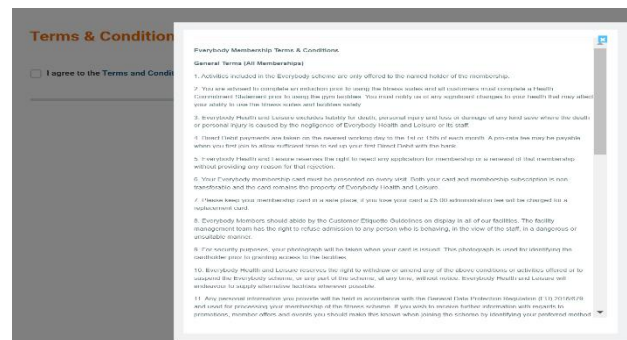 Terms & Condition
I agree to the Terms and Condit
Everybody Membership Terms & Conditions
General Terms (All Memberships)
1. Activities included in the Everybody scheme are only offered to the named holder of the membership.
2. You are advised to complete an induction prior to using the fitness suites and all customers must complete a Health
Commitment Statement prior to using the gym facilities. You must notify us of any significant changes to your health that may affect
your ability to use the fitness suites and facilities safely.
3. Everybody Health and Leisure excludes liability for death, personal injury and loss or damage of any kind save where the death
or personal injury is caused by the negligence of Everybody Health and Leisure or its staff.
4. Direct Debit payments are taken on the nearest working day to the 1st or 15th of each month. A pro-rata fee may be payable
when you first join to allow sufficient time to set up your first Direct Debit with the bank.
5. Everybody Health and Leisure reserves the right to reject any application for membership or a renewal of that membership
without providing any reason for that rejection.
6. Your Everybody membership card must be presented on every visit. Both your card and membership subscription is non-
transferable and the card remains the property of Everybody Health and Leisure.
7. Please keep your membership card in a safe place; if you lose your card a £5.00 administration fee will be charged for a
replacement card.
8. Everybody Members should abide by the Customer Etiquette Guidelines on display in all of our facilities. The facility
management team has the right to refuse admission to any person who is behaving, in the view of the staff, in a dangerous or
unsuitable manner.
9. For security purposes, your photograph will be taken when your card is issued. This photograph is used for identifying the
cardholder prior to granting access to the facilities.
10. Everybody Health and Leisure reserves the right to withdraw or amend any of the above conditions or activities offered or to
suspend the Everybody scheme, or any part of the scheme, at any time, without notice. Everybody Health and Leisure will
endeavour to supply alternative facilities wherever possible.
11. Any personal information you provide will be held in accordance with the General Data Protection Regulation (EU) 2016/679
and used for processing your membership of the fitness scheme. If you wish to receive further information with regards to
promotions, member offers and events you should make this known when joining the scheme by identifying your preferred method